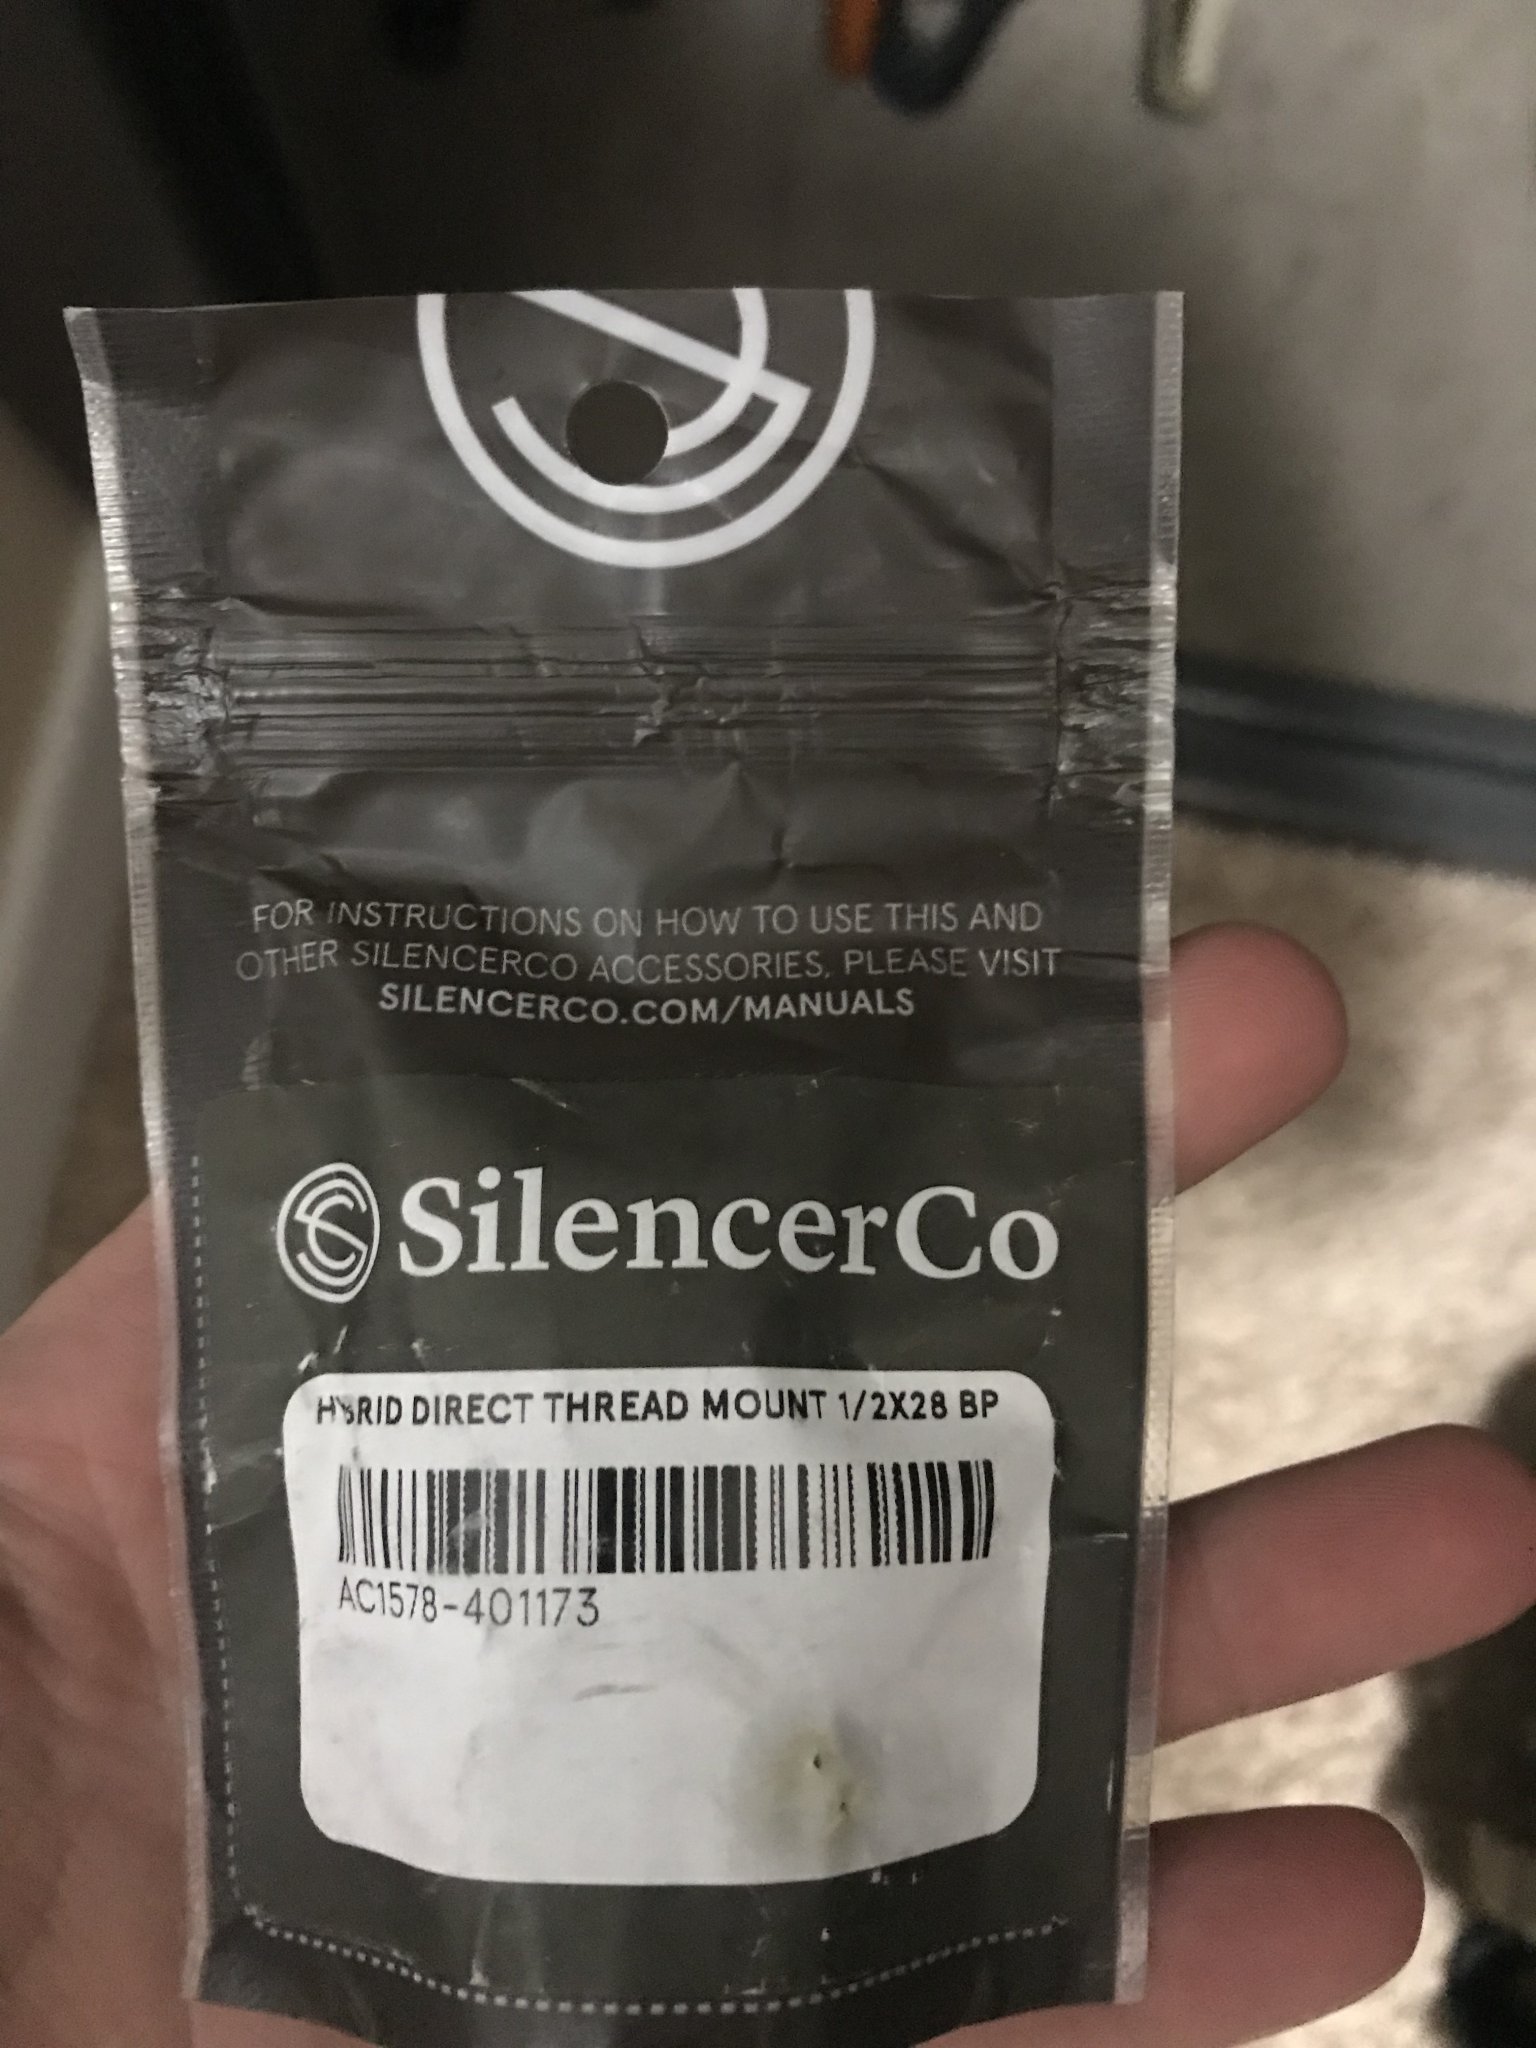 FOR INSTRUCTIONS ON HOW TO USE THIS AND
OTHER SILENCERCO ACCESSORIES, PLEASE VISIT
SILENCERCO.COM/MANUALS
SilencerCo
HYBRID DIRECT THREAD MOUNT 1/2X28 BP
AC1578-401173